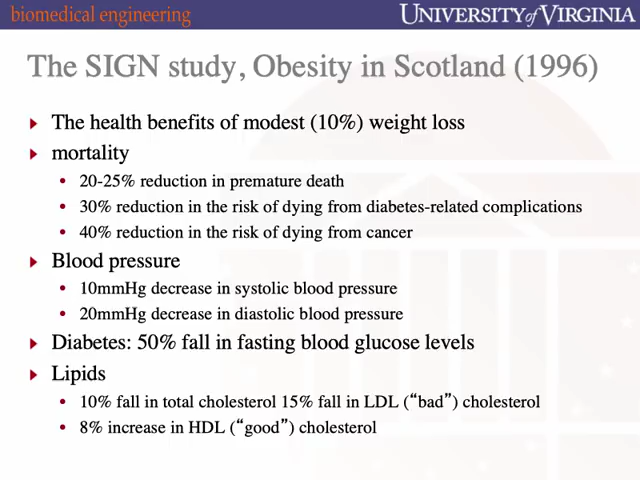 biomedical engineering
UNIVERSITY of VIRGINIA
The SIGN study, Obesity in Scotland (1996)
The health benefits of modest (10%) weight loss
mortality
20-25% reduction in premature death
30% reduction in the risk of dying from diabetes-related complications
40% reduction in the risk of dying from cancer
Blood pressure
10mmHg decrease in systolic blood pressure
20mmHg decrease in diastolic blood pressure
Diabetes: 50% fall in fasting blood glucose levels
Lipids
10% fall in total cholesterol 15% fall in LDL (“bad”) cholesterol
8% increase in HDL (“good”) cholesterol